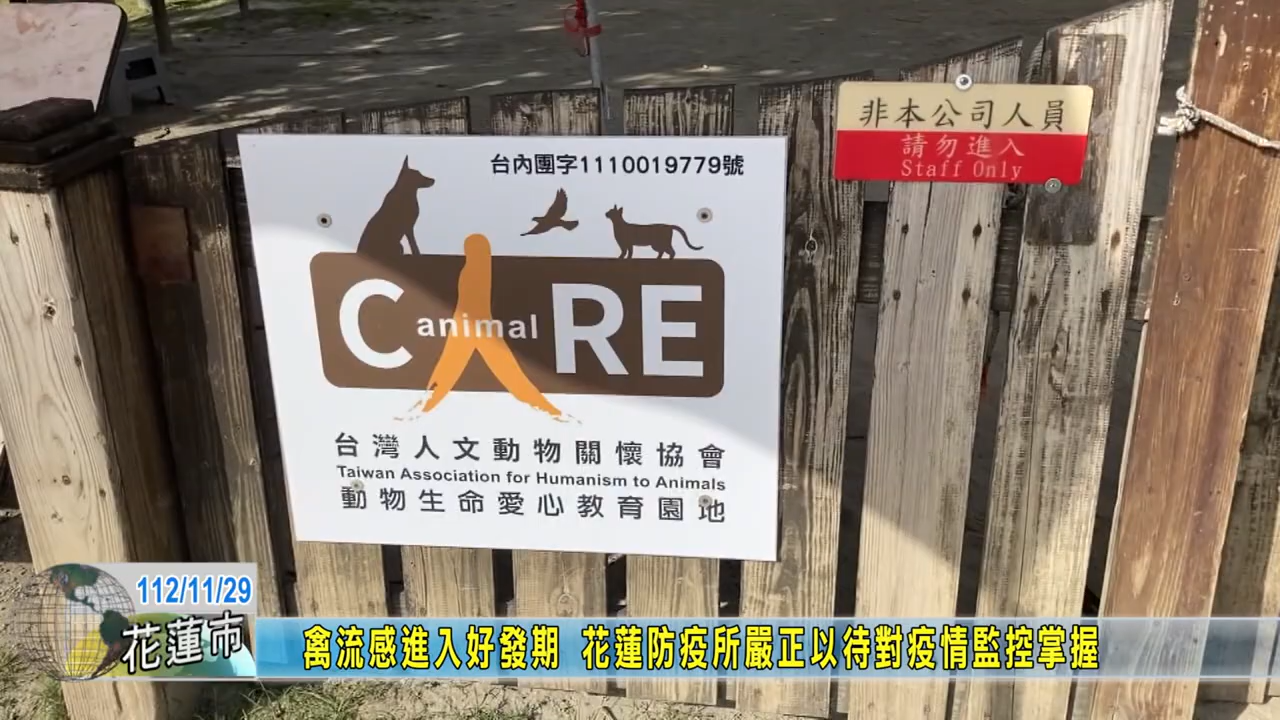 非本公司人員
請勿進入
Staff Only
台內團字1110019779號
CARE
animal
台灣人文動物關懷協會
Taiwan Association for Humanism to Animals
動物生命愛心教育園地
112/11/29
花蓮市
禽流感進入好發期 花蓮防疫所嚴正以待對疫情監控掌握